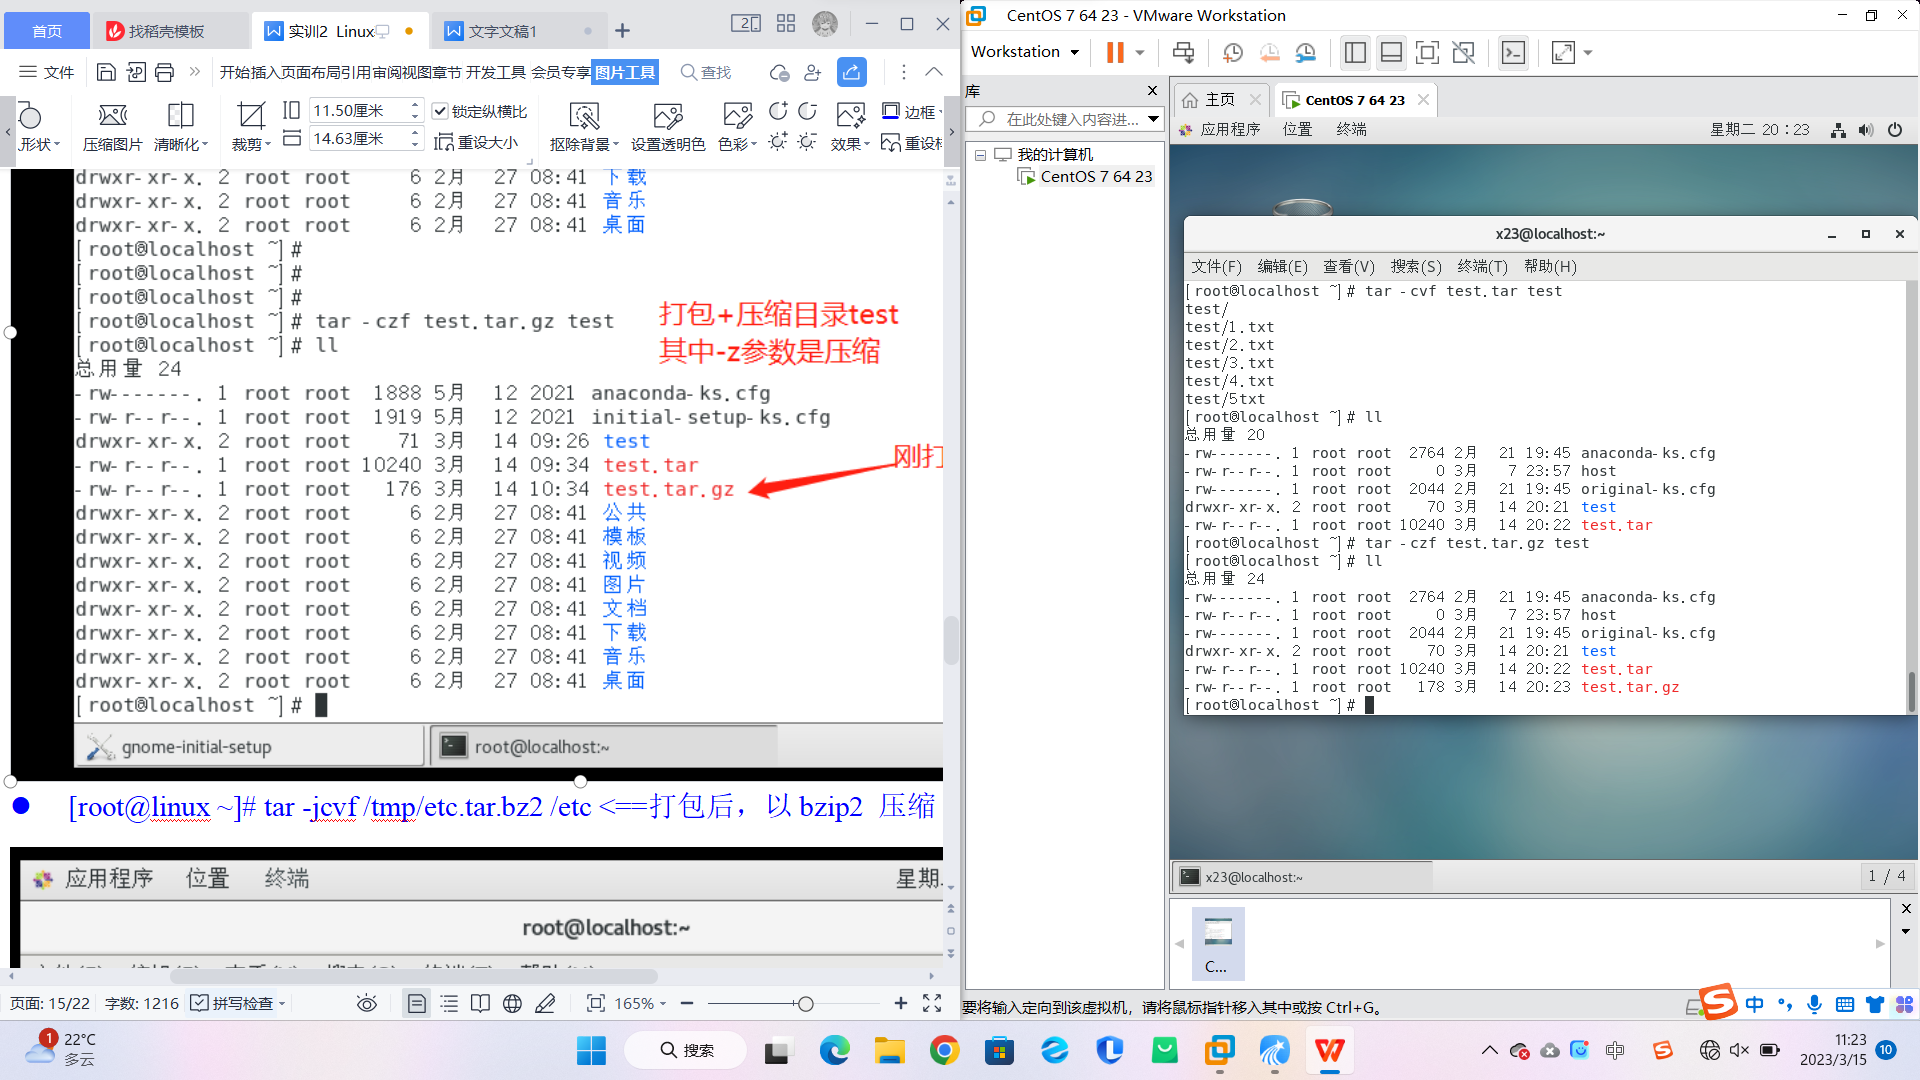 首页 找稻壳模板 实训2 Linux 文字文稿1
文件 开始 插入 页面布局 引用 审阅 视图 章节 开发工具 会员专享 图片工具 查找
形状 压缩图片 清晰化 裁剪 11.50厘米 锁定纵横比 抠除背景 设置透明色 色彩 效果 边框
14.63厘米 重设大小
drwxr-xr-x. 2 root root 6 2月 27 08:41 下载
drwxr-xr-x. 2 root root 6 2月 27 08:41 音乐
drwxr-xr-x. 2 root root 6 2月 27 08:41 桌面
[root@localhost ~]#
[root@localhost ~]#
[root@localhost ~]#
[root@localhost ~]# tar -czf test.tar.gz test
打包+压缩目录test
其中-z参数是压缩
[root@localhost ~]# ll
总用量 24
-rw-------. 1 root root 1888 5月 12 2021 anaconda-ks.cfg
-rw-r--r--. 1 root root 1919 5月 12 2021 initial-setup-ks.cfg
drwxr-xr-x. 2 root root 71 3月 14 09:26 test
-rw-r--r--. 1 root root 10240 3月 14 09:34 test.tar
刚打
-rw-r--r--. 1 root root 176 3月 14 10:34 test.tar.gz
drwxr-xr-x. 2 root root 6 2月 27 08:41 公共
drwxr-xr-x. 2 root root 6 2月 27 08:41 模板
drwxr-xr-x. 2 root root 6 2月 27 08:41 视频
drwxr-xr-x. 2 root root 6 2月 27 08:41 图片
drwxr-xr-x. 2 root root 6 2月 27 08:41 文档
drwxr-xr-x. 2 root root 6 2月 27 08:41 下载
drwxr-xr-x. 2 root root 6 2月 27 08:41 音乐
drwxr-xr-x. 2 root root 6 2月 27 08:41 桌面
[root@localhost ~]#
gnome-initial-setup root@localhost:~
● [root@linux ~]# tar -jcvf /tmp/etc.tar.bz2 /etc <==打包后，以 bzip2 压缩
应用程序 位置 终端 星期
root@localhost:~
页面: 15/22 字数: 1216 拼写检查 165%
CentOS 7 64 23 - VMware Workstation
Workstation
库
在此处键入内容进...
我的计算机
CentOS 7 64 23
主页 CentOS 7 64 23
应用程序 位置 终端 星期二 20：23
x23@localhost:~
文件(F) 编辑(E) 查看(V) 搜索(S) 终端(T) 帮助(H)
[root@localhost ~]# tar -cvf test.tar test
test/
test/1.txt
test/2.txt
test/3.txt
test/4.txt
test/5txt
[root@localhost ~]# ll
总用量 20
-rw-------. 1 root root 2764 2月 21 19:45 anaconda-ks.cfg
-rw-r--r--. 1 root root 0 3月 7 23:57 host
-rw-------. 1 root root 2044 2月 21 19:45 original-ks.cfg
drwxr-xr-x. 2 root root 70 3月 14 20:21 test
-rw-r--r--. 1 root root 10240 3月 14 20:22 test.tar
[root@localhost ~]# tar -czf test.tar.gz test
[root@localhost ~]# ll
总用量 24
-rw-------. 1 root root 2764 2月 21 19:45 anaconda-ks.cfg
-rw-r--r--. 1 root root 0 3月 7 23:57 host
-rw-------. 1 root root 2044 2月 21 19:45 original-ks.cfg
drwxr-xr-x. 2 root root 70 3月 14 20:21 test
-rw-r--r--. 1 root root 10240 3月 14 20:22 test.tar
-rw-r--r--. 1 root root 178 3月 14 20:23 test.tar.gz
[root@localhost ~]#
x23@localhost:~ 1 / 4
C...
要将输入定向到该虚拟机，请将鼠标指针移入其中或按 Ctrl+G。
中
1 22°C
多云
搜索
中 11:23
2023/3/15 10